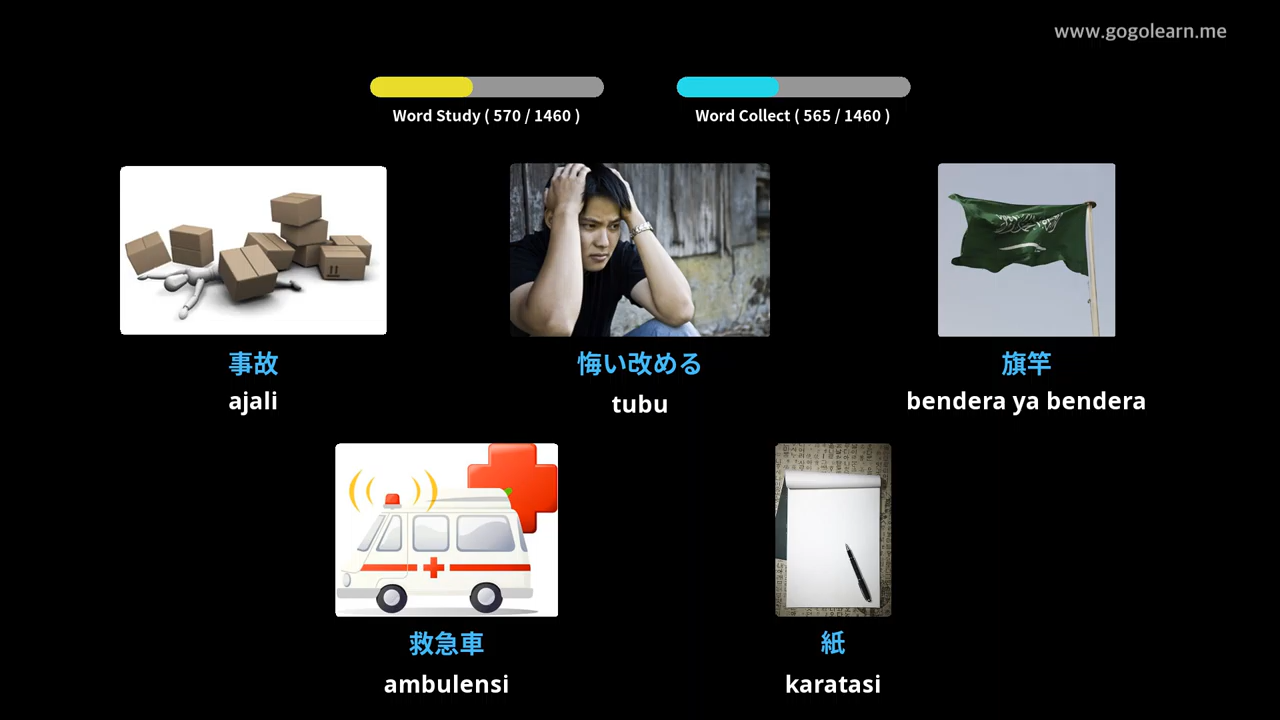 www.gogolearn.me
Word Study ( 570 / 1460 )
Word Collect ( 565 / 1460 )
事故
ajali
悔い改める
tubu
旗竿
bendera ya bendera
救急車
ambulensi
紙
karatasi